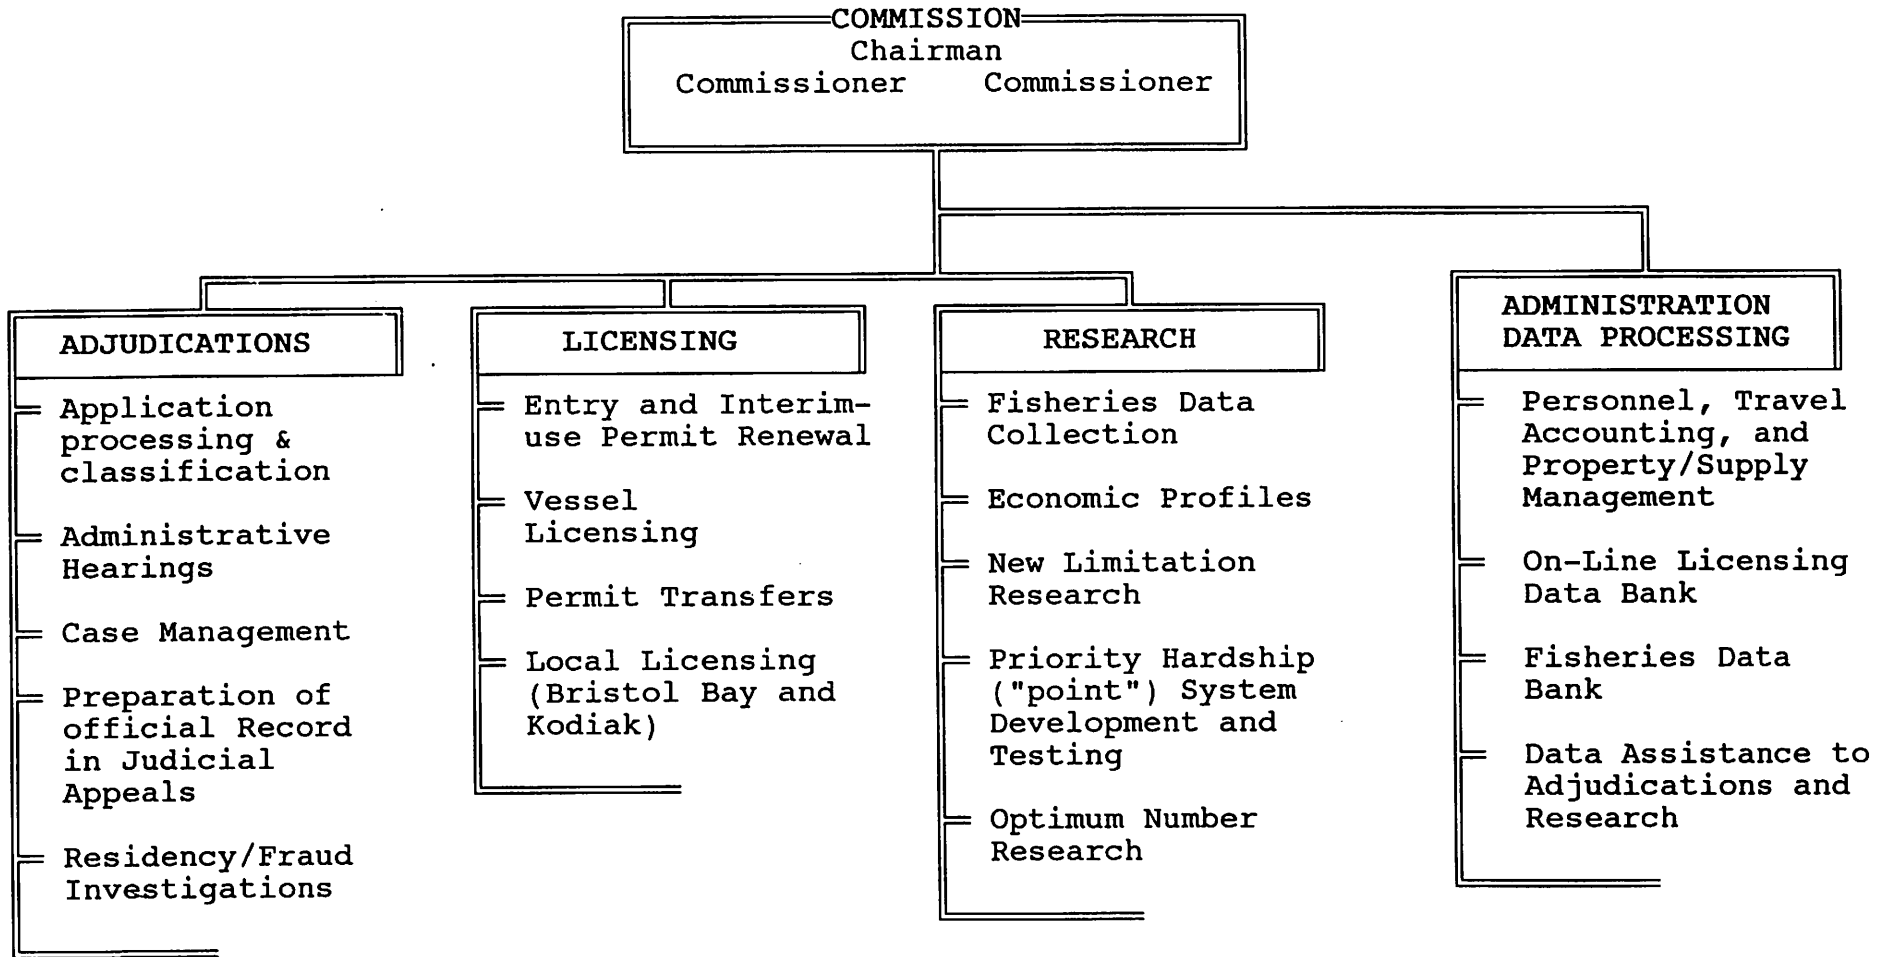 COMMISSION
Chairman
Commissioner Commissioner
ADJUDICATIONS
Application
processing &
classification
Administrative
Hearings
Case Management
Preparation of
official Record
in Judicial
Appeals
Residency/Fraud
Investigations
LICENSING
Entry and Interim-
use Permit Renewal
Vessel
Licensing
Permit Transfers
Local Licensing
(Bristol Bay and
Kodiak)
RESEARCH
Fisheries Data
Collection
Economic Profiles
New Limitation
Research
Priority Hardship
("point") System
Development and
Testing
Optimum Number
Research
ADMINISTRATION
DATA PROCESSING
Personnel, Travel
Accounting, and
Property/Supply
Management
On-Line Licensing
Data Bank
Fisheries Data
Bank
Data Assistance to
Adjudications and
Research